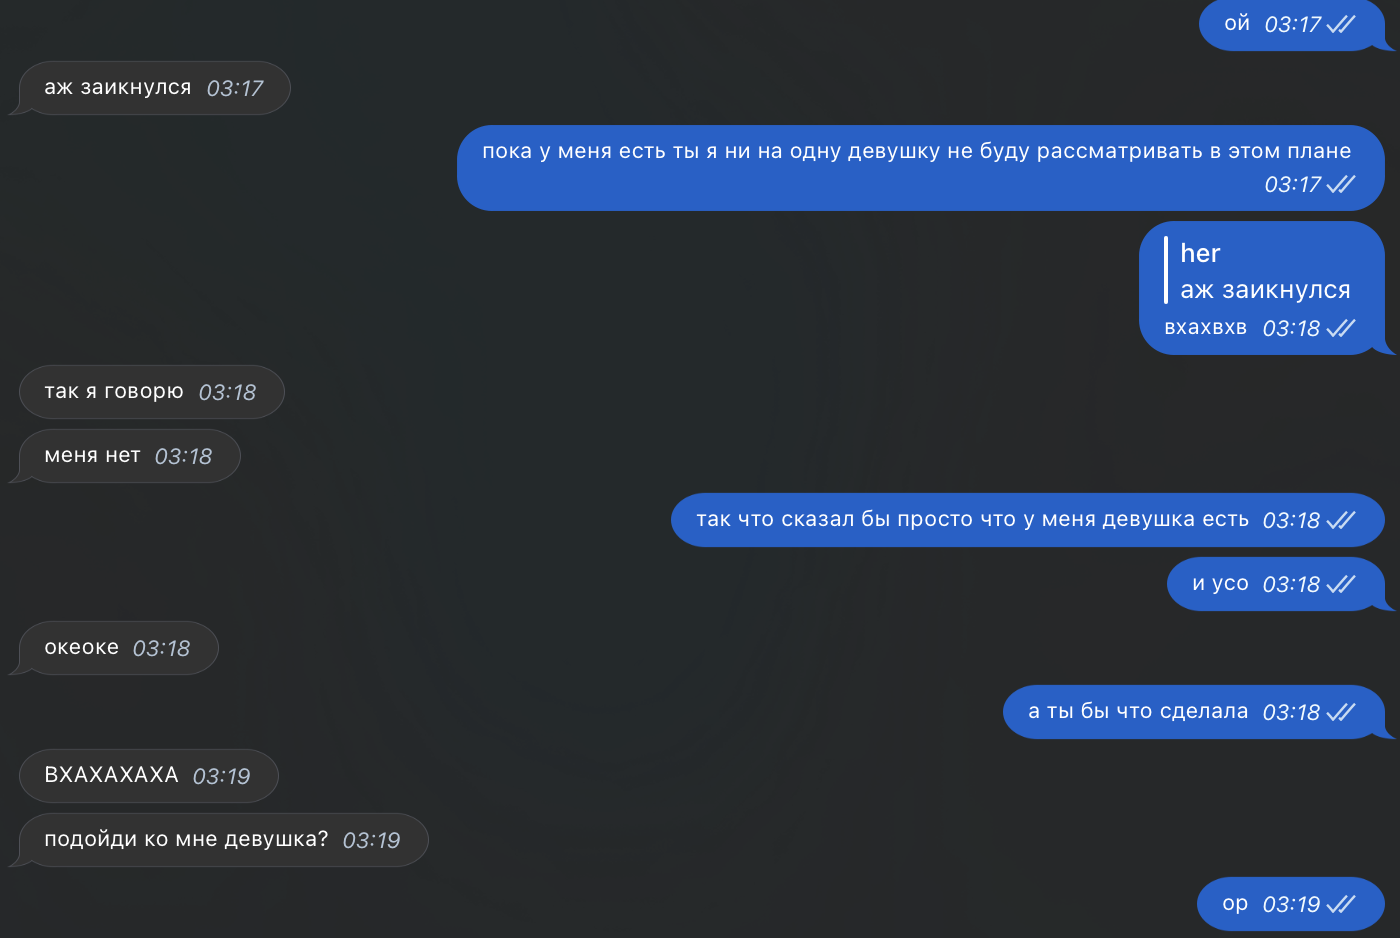 ой 03:17
аж заикнулся 03:17
пока у меня есть ты я ни на одну девушку не буду рассматривать в этом плане
03:17
her
аж заикнулся
вхахвхв 03:18
так я говорю 03:18
меня нет 03:18
так что сказал бы просто что у меня девушка есть 03:18
и усо 03:18
океоке 03:18
а ты бы что сделала 03:18
ВХАХАХАХА 03:19
подойди ко мне девушка? 03:19
ор 03:19